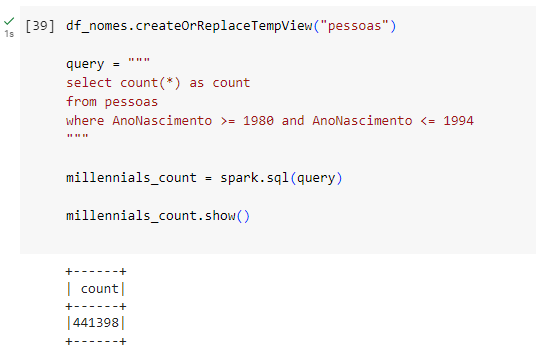 [39] df_nomes.createOrReplaceTempView("pessoas")
1s
query = """
select count(*) as count
from pessoas
where AnoNascimento >= 1980 and AnoNascimento <= 1994
"""
millennials_count = spark.sql(query)
millennials_count.show()
+------+
| count|
+------+
|441398|
+------+